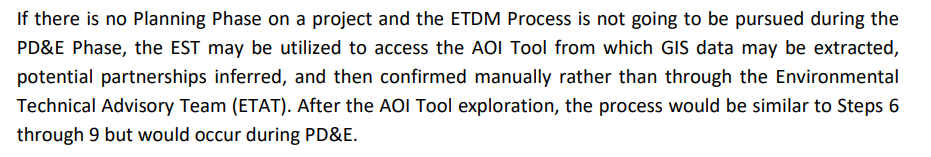 If there is no Planning Phase on a project and the ETDM Process is not going to be pursued during the
PD&E Phase, the EST may be utilized to access the AOI Tool from which GIS data may be extracted,
potential partnerships inferred, and then confirmed manually rather than through the Environmental
Technical Advisory Team (ETAT). After the AOI Tool exploration, the process would be similar to Steps 6
through 9 but would occur during PD&E.